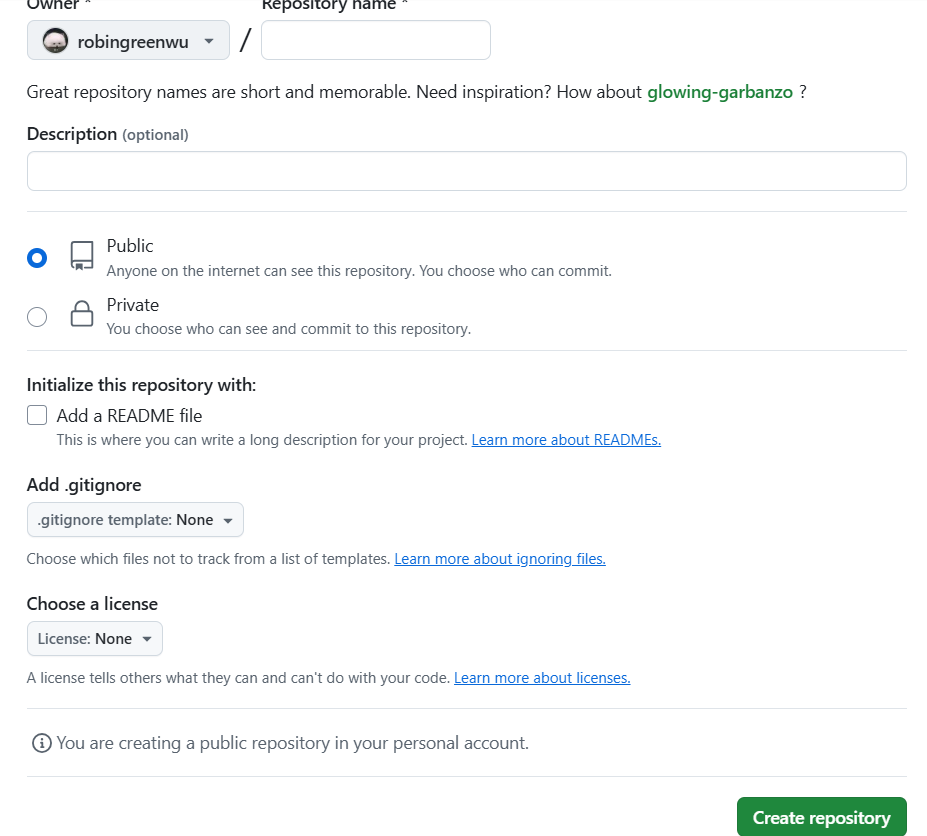 Owner * Repository name *
robingreenwu / 
Great repository names are short and memorable. Need inspiration? How about glowing-garbanzo ?
Description (optional)
Public
Anyone on the internet can see this repository. You choose who can commit.
Private
You choose who can see and commit to this repository.
Initialize this repository with:
Add a README file
This is where you can write a long description for your project. Learn more about READMEs.
Add .gitignore
.gitignore template: None
Choose which files not to track from a list of templates. Learn more about ignoring files.
Choose a license
License: None
A license tells others what they can and can't do with your code. Learn more about licenses.
You are creating a public repository in your personal account.
Create repository